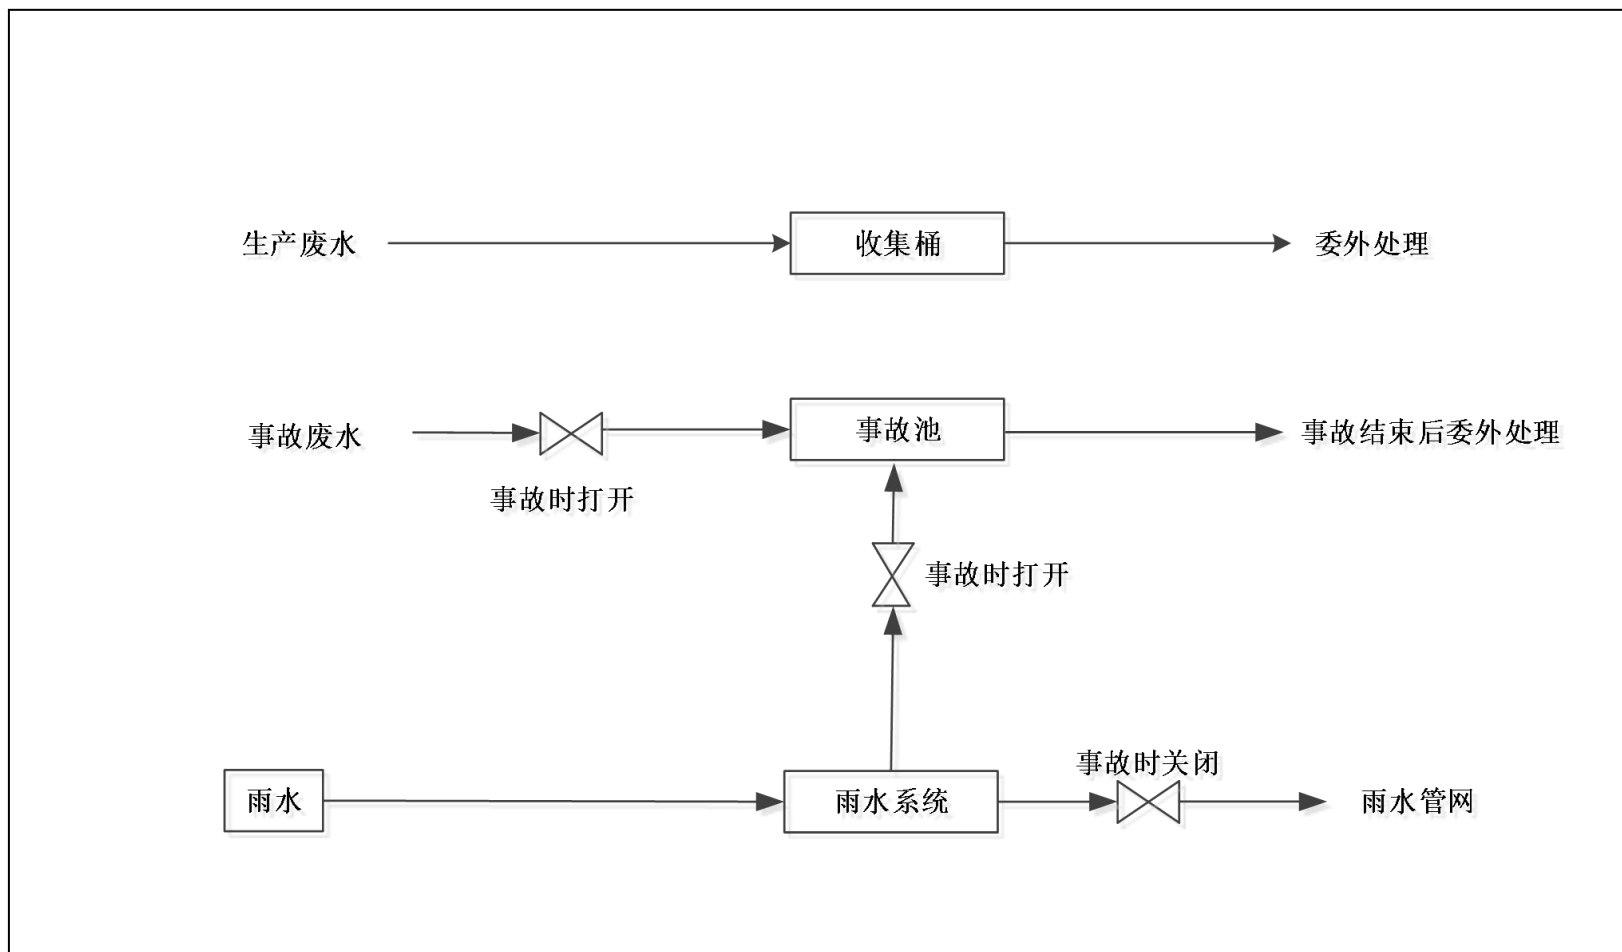 生产废水
收集桶
委外处理
事故废水
事故池
事故结束后委外处理
事故时打开
事故时打开
事故时关闭
雨水
雨水系统
雨水管网